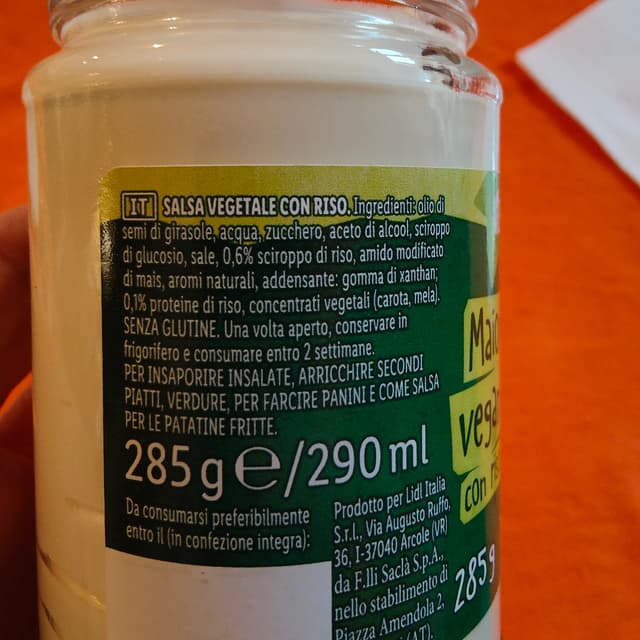 IT SALSA VEGETALE CON RISO. Ingredienti: olio di
semi di girasole, acqua, zucchero, aceto di alcool, sciroppo
di glucosio, sale, 0,6% sciroppo di riso, amido modificato
di mais, aromi naturali, addensante: gomma di xanthan;
0,1% proteine di riso, concentrati vegetali (carota, mela).
SENZA GLUTINE. Una volta aperto, conservare in
frigorifero e consumare entro 2 settimane.
PER INSAPORIRE INSALATE, ARRICCHIRE SECONDI
PIATTI, VERDURE, PER FARCIRE PANINI E COME SALSA
PER LE PATATINE FRITTE.
285 g e/290 ml
Da consumarsi preferibilmente
entro il (in confezione integra):
Prodotto per Lidl Italia
S.r.l., Via Augusto Ruffo,
36, I-37040 Arcole (VR)
da F.lli Saclà S.p.A.,
nello stabilimento di
Piazza Amendola 2,
(AT).
con
285g